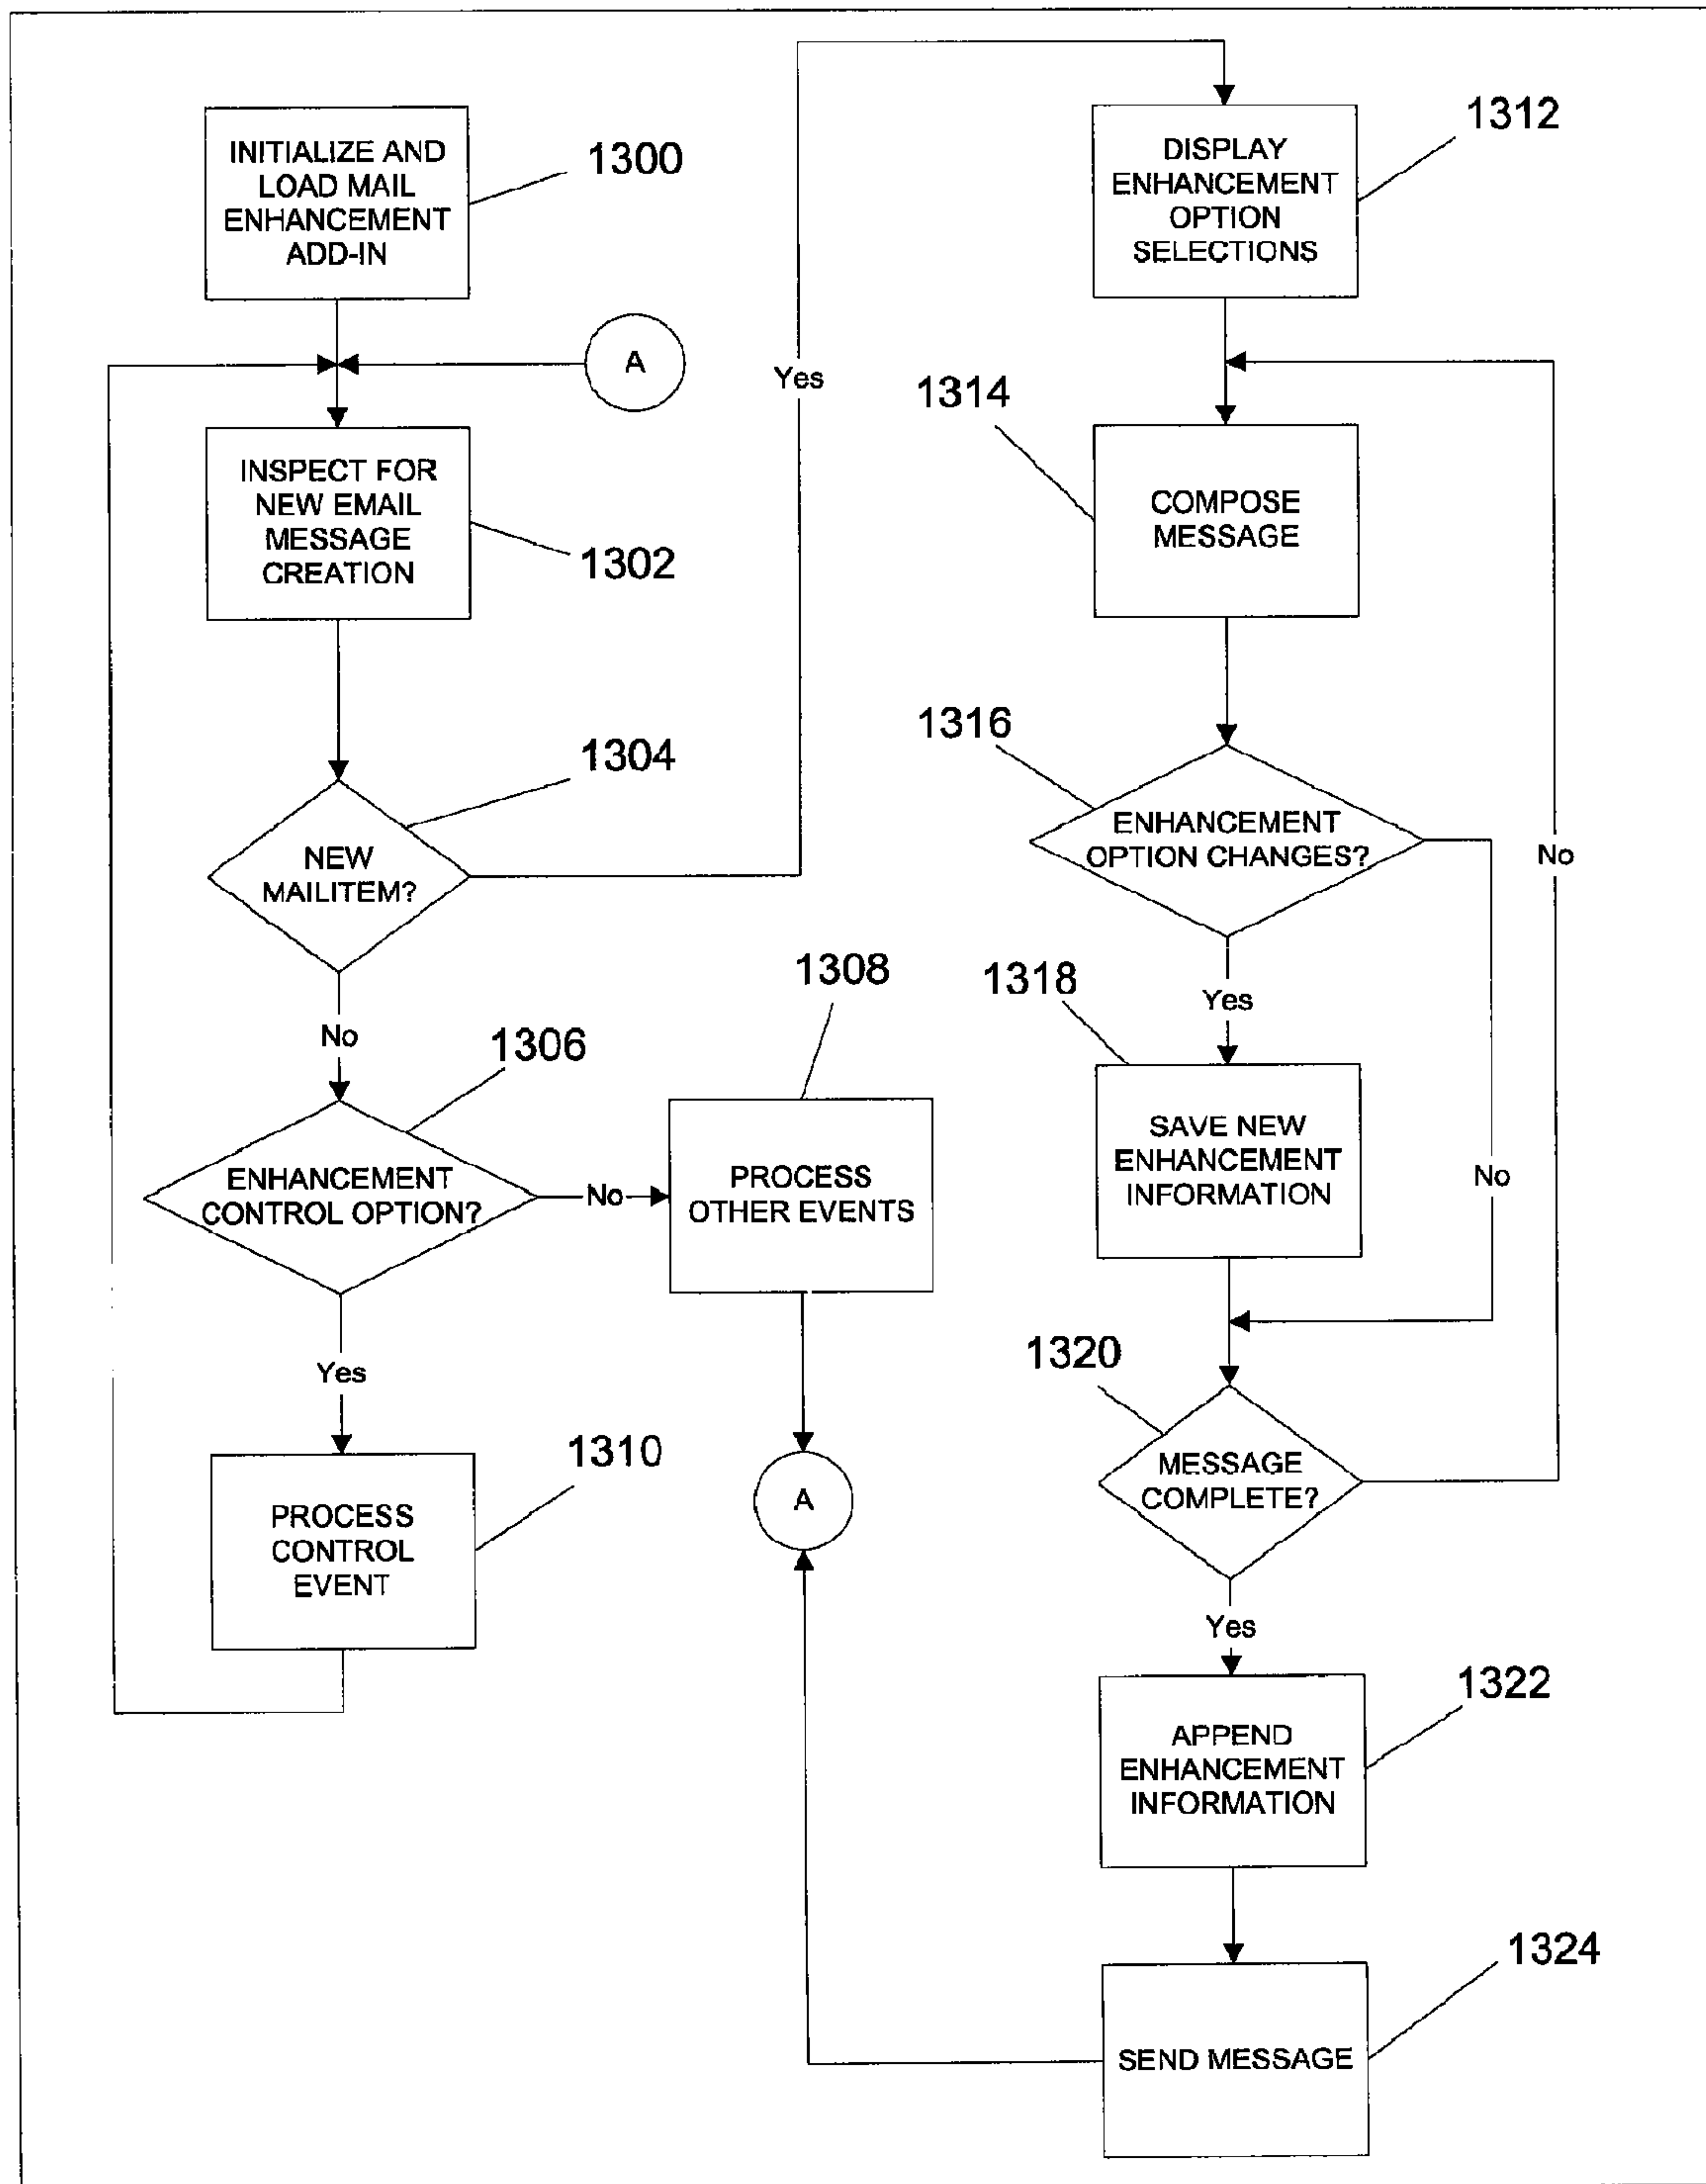 INITIALIZE AND
LOAD MAIL
ENHANCEMENT
ADD-IN
1300
A
INSPECT FOR
NEW EMAIL
MESSAGE
CREATION
1302
1304
NEW
MAILITEM?
Yes
No
1306
ENHANCEMENT
CONTROL OPTION?
No
1308
PROCESS
OTHER EVENTS
A
Yes
1310
PROCESS
CONTROL
EVENT
1312
DISPLAY
ENHANCEMENT
OPTION
SELECTIONS
1314
COMPOSE
MESSAGE
1316
ENHANCEMENT
OPTION CHANGES?
No
Yes
1318
SAVE NEW
ENHANCEMENT
INFORMATION
No
1320
MESSAGE
COMPLETE?
Yes
1322
APPEND
ENHANCEMENT
INFORMATION
1324
SEND MESSAGE